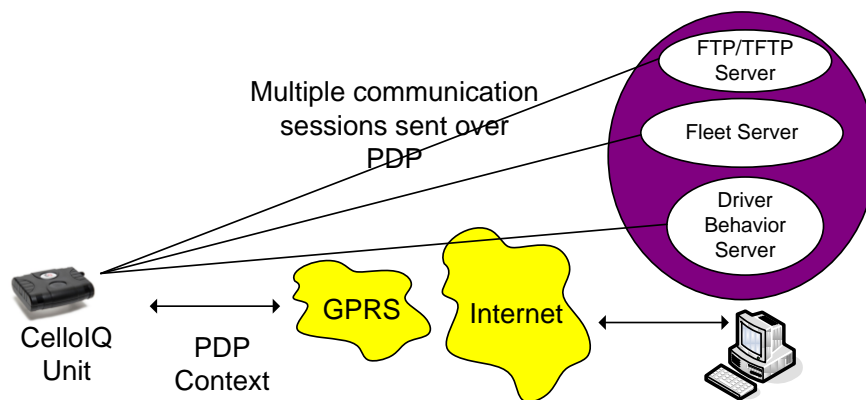 FTP/TFTP
Server
Multiple communication
sessions sent over
PDP
Fleet Server
Driver
Behavior
Server
GPRS
Internet
CelloIQ
Unit
PDP
Context